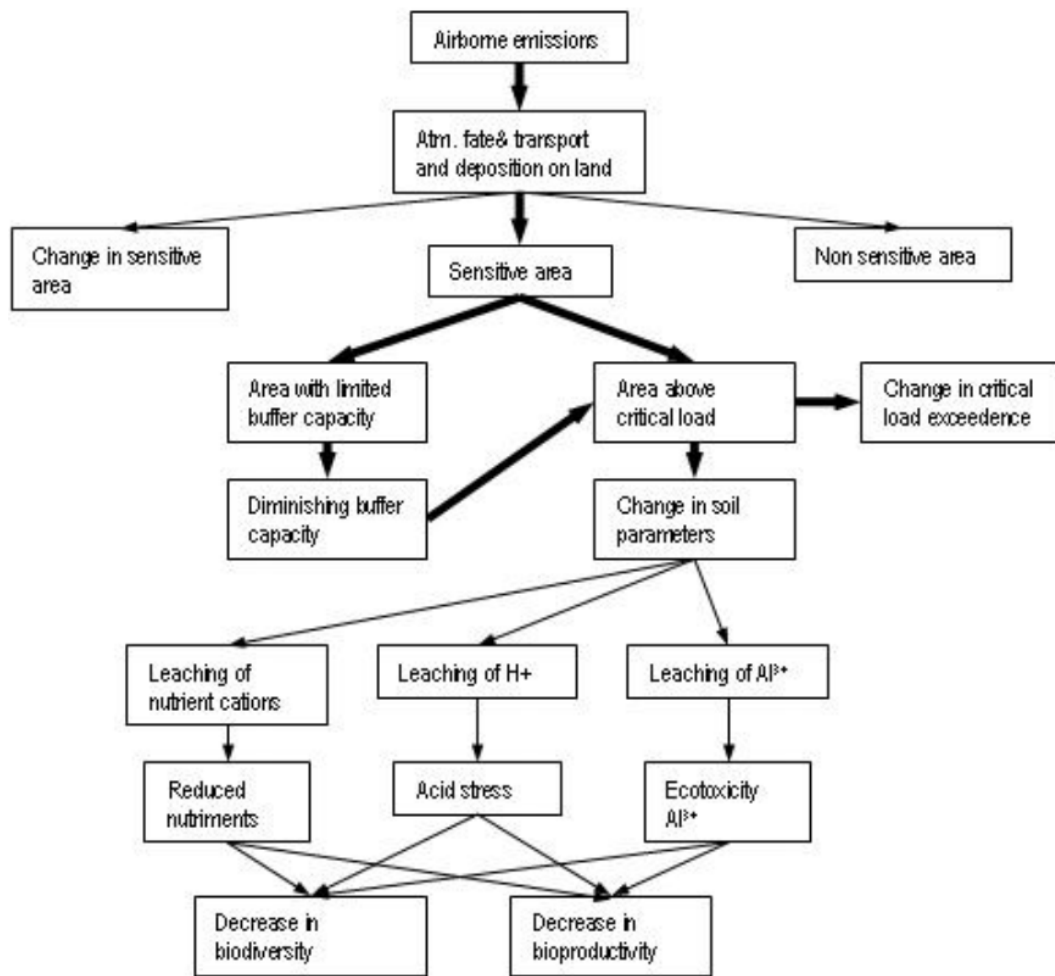 Airborne emissions
Atm. fate& transport
and deposition on land
Change in sensitive
area
Sensitive area
Non sensitive area
Area with limited
buffer capacity
Area above
critical load
Change in critical
load exceedence
Diminishing buffer
capacity
Change in soil
parameters
Leaching of
nutrient cations
Leaching of H+
Leaching of Al³⁺
Reduced
nutriments
Acid stress
Ecotoxicity
Al³⁺
Decrease in
biodiversity
Decrease in
bioproductivity